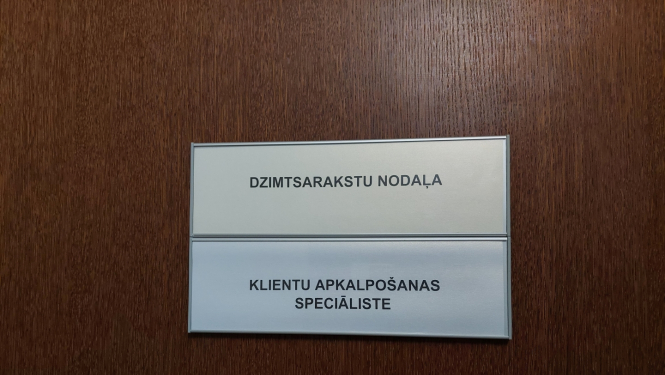 DZIMTSARAKSTU NODAĻA
KLIENTU APKALPOŠANAS
SPECIĀLISTE